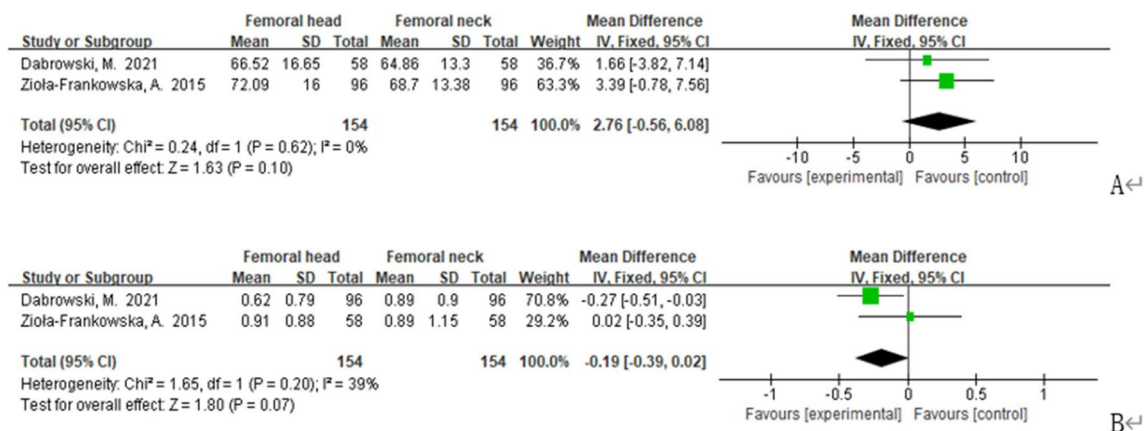 Femoral head Femoral neck Mean Difference Mean Difference
Study or Subgroup Mean SD Total Mean SD Total Weight IV, Fixed, 95% CI IV, Fixed, 95% CI
Dabrowski, M. 2021 66.52 16.65 58 64.86 13.3 58 36.7% 1.66 [-3.82, 7.14]
Zioła-Frankowska, A. 2015 72.09 16 96 68.7 13.38 96 63.3% 3.39 [-0.78, 7.56]
Total (95% CI) 154 154 100.0% 2.76 [-0.56, 6.08]
Heterogeneity: Chi² = 0.24, df = 1 (P = 0.62); I² = 0%
Test for overall effect: Z = 1.63 (P = 0.10)
-10 -5 0 5 10
Favours [experimental] Favours [control]
A↵
Femoral head Femoral neck Mean Difference Mean Difference
Study or Subgroup Mean SD Total Mean SD Total Weight IV, Fixed, 95% CI IV, Fixed, 95% CI
Dabrowski, M. 2021 0.62 0.79 96 0.89 0.9 96 70.8% -0.27 [-0.51, -0.03]
Zioła-Frankowska, A. 2015 0.91 0.88 58 0.89 1.15 58 29.2% 0.02 [-0.35, 0.39]
Total (95% CI) 154 154 100.0% -0.19 [-0.39, 0.02]
Heterogeneity: Chi² = 1.65, df = 1 (P = 0.20); I² = 39%
Test for overall effect: Z = 1.80 (P = 0.07)
-1 -0.5 0 0.5 1
Favours [experimental] Favours [control]
B↵